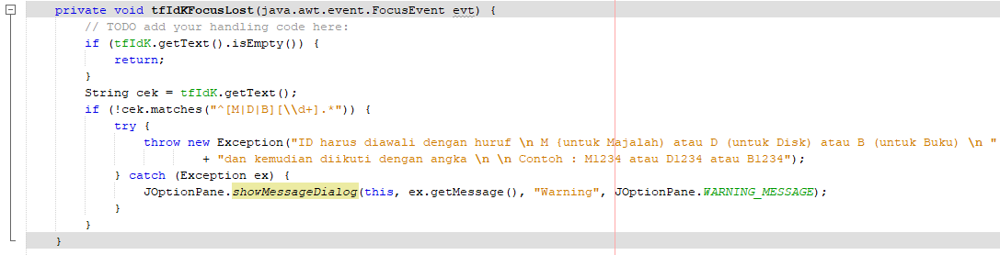 private void tfIdKFocusLost(java.awt.event.FocusEvent evt) {
// TODO add your handling code here:
if (tfIdK.getText().isEmpty()) {
return;
}
String cek = tfIdK.getText();
if (!cek.matches("^[M|D|B][\\d+].*")) {
try {
throw new Exception("ID harus diawali dengan huruf \n M (untuk Majalah) atau D (untuk Disk) atau B (untuk Buku) \n "
+ "dan kemudian diikuti dengan angka \n \n Contoh : M1234 atau D1234 atau B1234");
} catch (Exception ex) {
JOptionPane.showMessageDialog(this, ex.getMessage(), "Warning", JOptionPane.WARNING_MESSAGE);
}
}
}